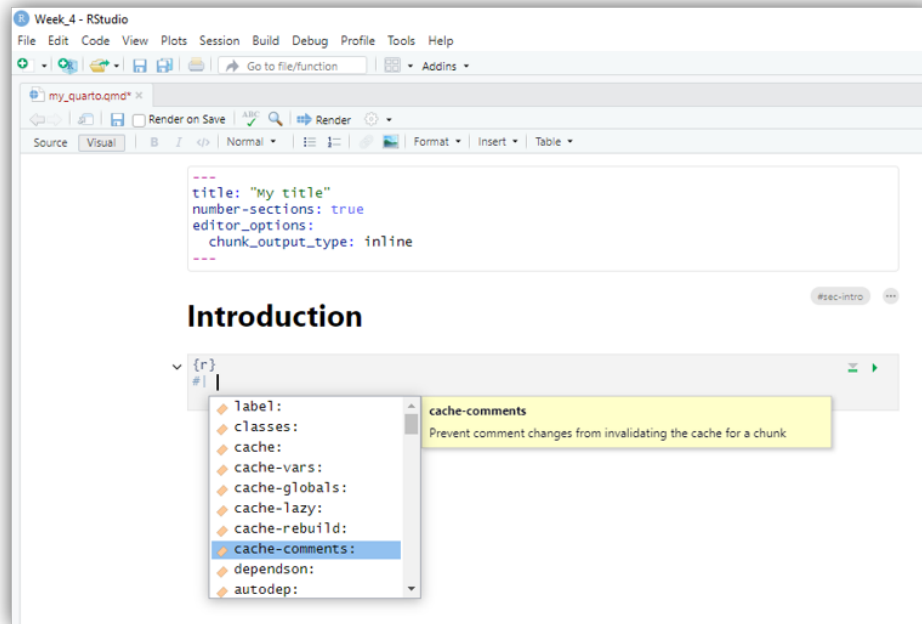 Week_4 - RStudio
File Edit Code View Plots Session Build Debug Profile Tools Help
Go to file/function Addins
my_quarto.qmd*
Render on Save ABC Render
Source Visual B I </> Normal Format Insert Table
---
title: "My title"
number-sections: true
editor_options:
  chunk_output_type: inline
---
#sec-intro
Introduction
{r}
#|
label:
classes:
cache:
cache-vars:
cache-globals:
cache-lazy:
cache-rebuild:
cache-comments:
dependson:
autodep:
cache-comments
Prevent comment changes from invalidating the cache for a chunk